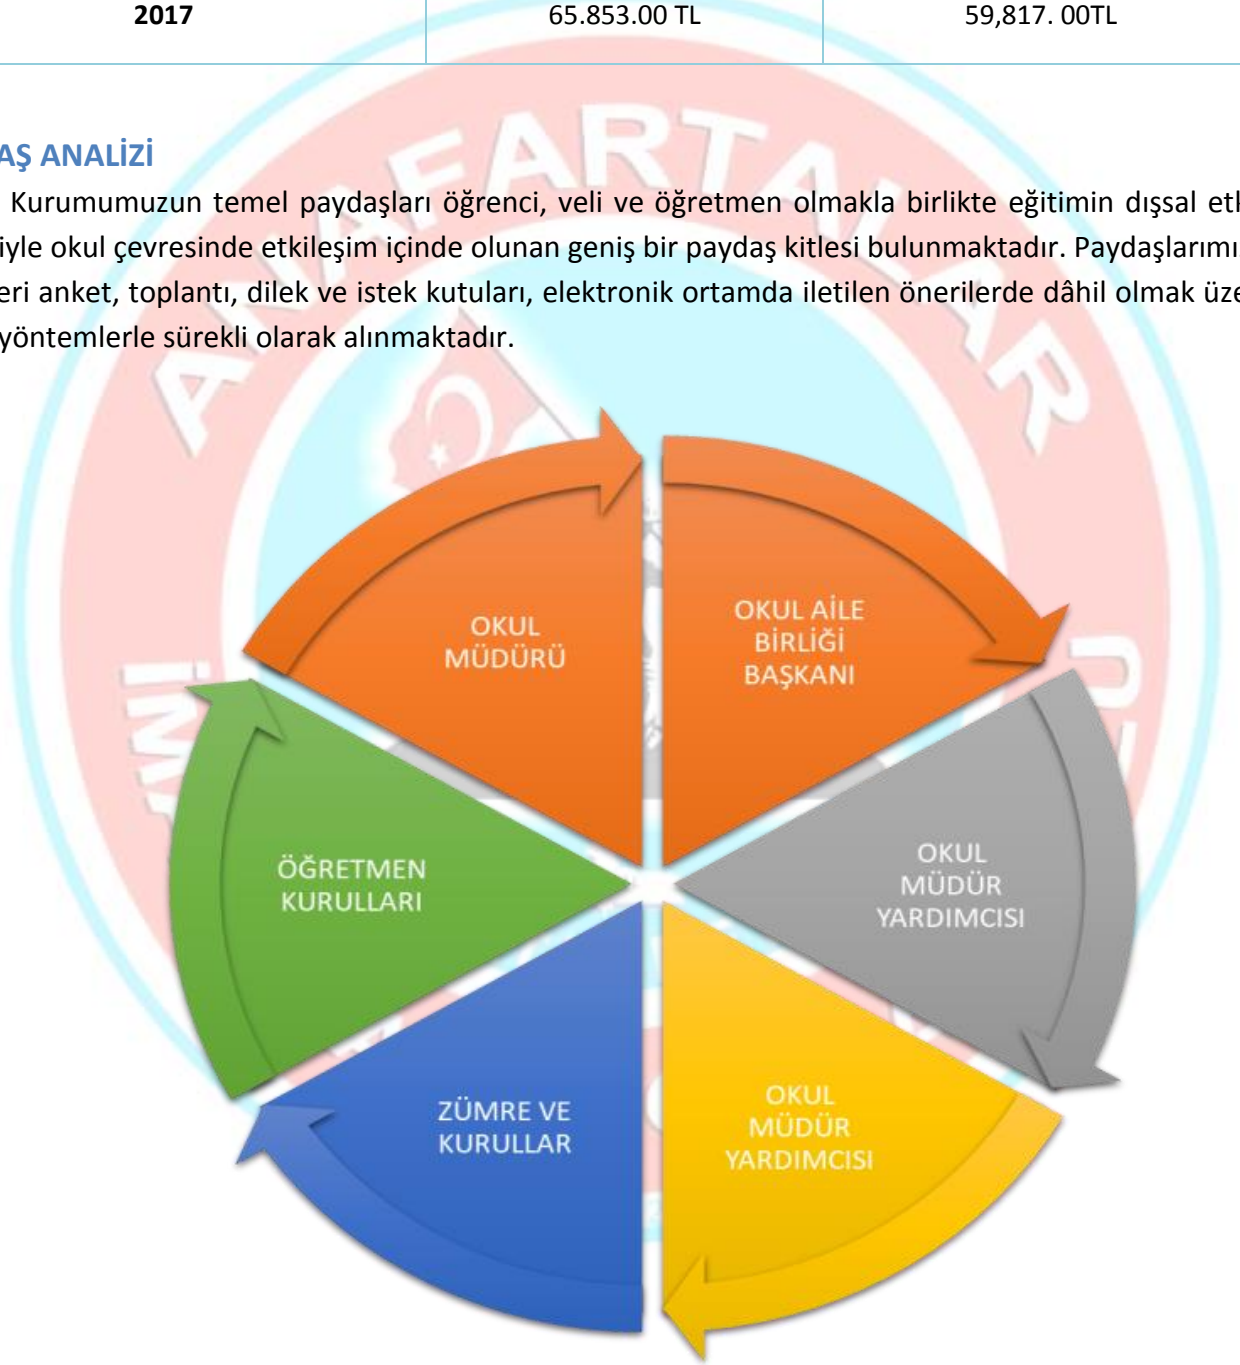 2017 65.853.00 TL 59,817. 00TL
AŞ ANALİZİ
Kurumumuzun temel paydaşları öğrenci, veli ve öğretmen olmakla birlikte eğitimin dışsal etk
iyle okul çevresinde etkileşim içinde olunan geniş bir paydaş kitlesi bulunmaktadır. Paydaşlarımı
eri anket, toplantı, dilek ve istek kutuları, elektronik ortamda iletilen önerilerde dâhil olmak üze
yöntemlerle sürekli olarak alınmaktadır.
ANAFARTALAR
OKUL
MÜDÜRÜ
OKUL AİLE
BİRLİĞİ
BAŞKANI
OKUL
MÜDÜR
YARDIMCISI
OKUL
MÜDÜR
YARDIMCISI
ZÜMRE VE
KURULLAR
ÖĞRETMEN
KURULLARI